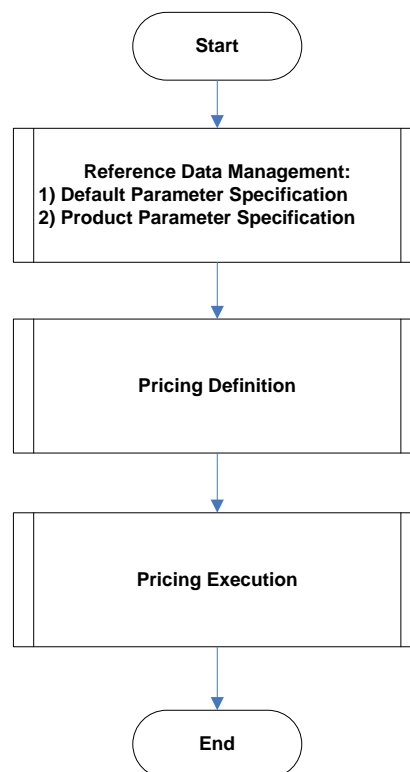 Start
Reference Data Management:
1) Default Parameter Specification
2) Product Parameter Specification
Pricing Definition
Pricing Execution
End